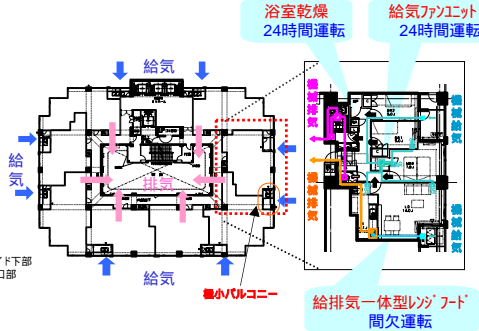 浴室乾燥
24時間運転
給気ファンユニット
24時間運転
給気
給気
排気
給気
機械排気
機械排気
機械給気
機械給気
イド下部
口部
極小バルコニー
給排気一体型レンジフード
間欠運転